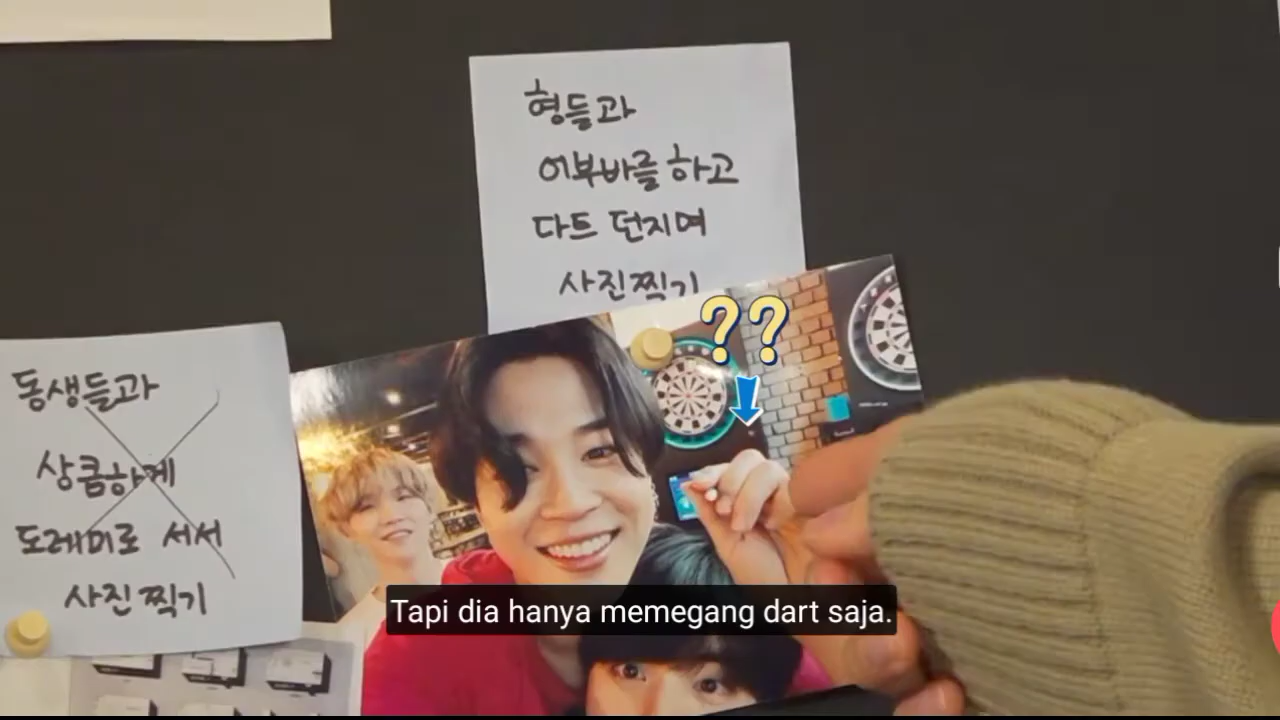 형들과
어부바를 하고
다트 던지며
사진찍기
??
동생들과
상큼하게
도레미로 서서
사진 찍기
Tapi dia hanya memegang dart saja.